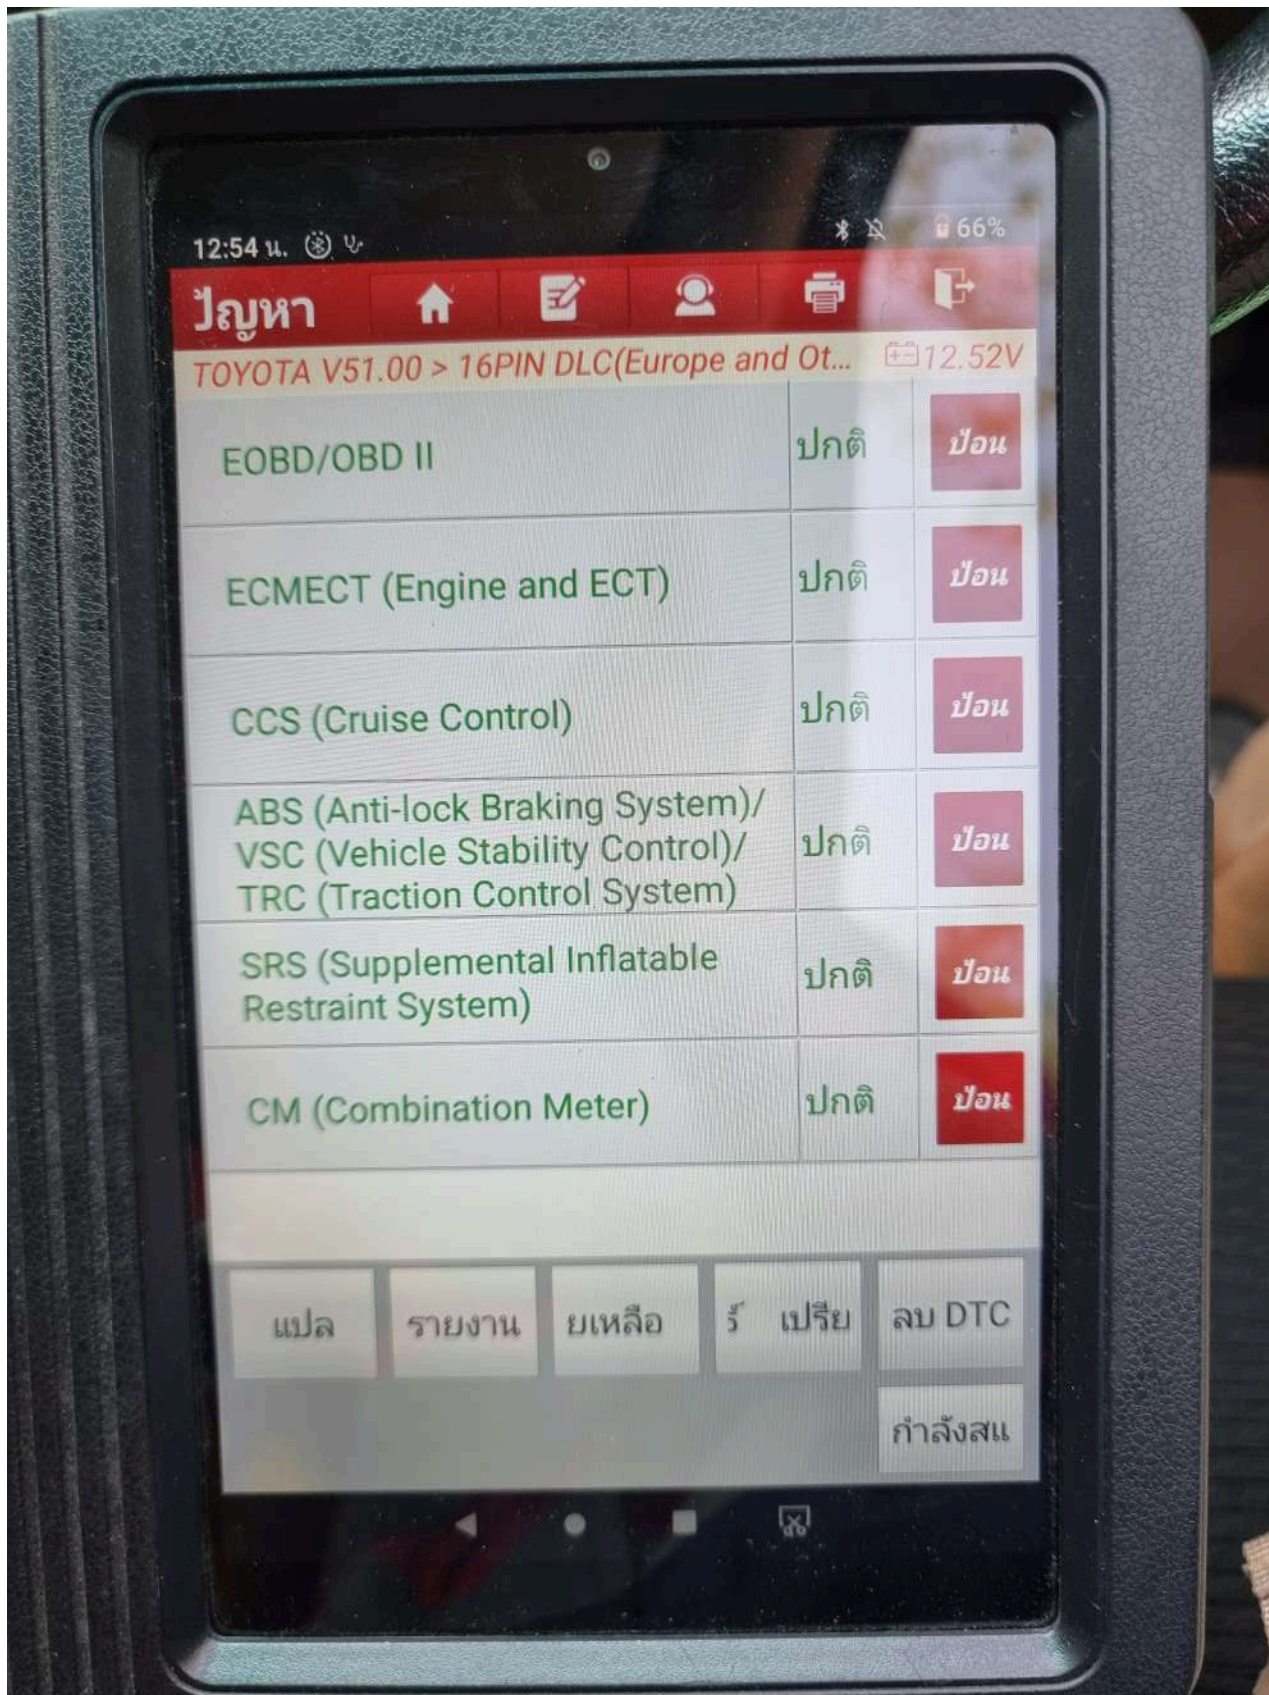 12:54 น. 66%
ปัญหา
TOYOTA V51.00 > 16PIN DLC(Europe and Ot... 12.52V
EOBD/OBD II ปกติ ป้อน
ECMECT (Engine and ECT) ปกติ ป้อน
CCS (Cruise Control) ปกติ ป้อน
ABS (Anti-lock Braking System)/
VSC (Vehicle Stability Control)/ ปกติ ป้อน
TRC (Traction Control System)
SRS (Supplemental Inflatable
Restraint System) ปกติ ป้อน
CM (Combination Meter) ปกติ ป้อน
แปล รายงาน ยเหลือ ร์ เปรีย ลบ DTC
กำลังสแ